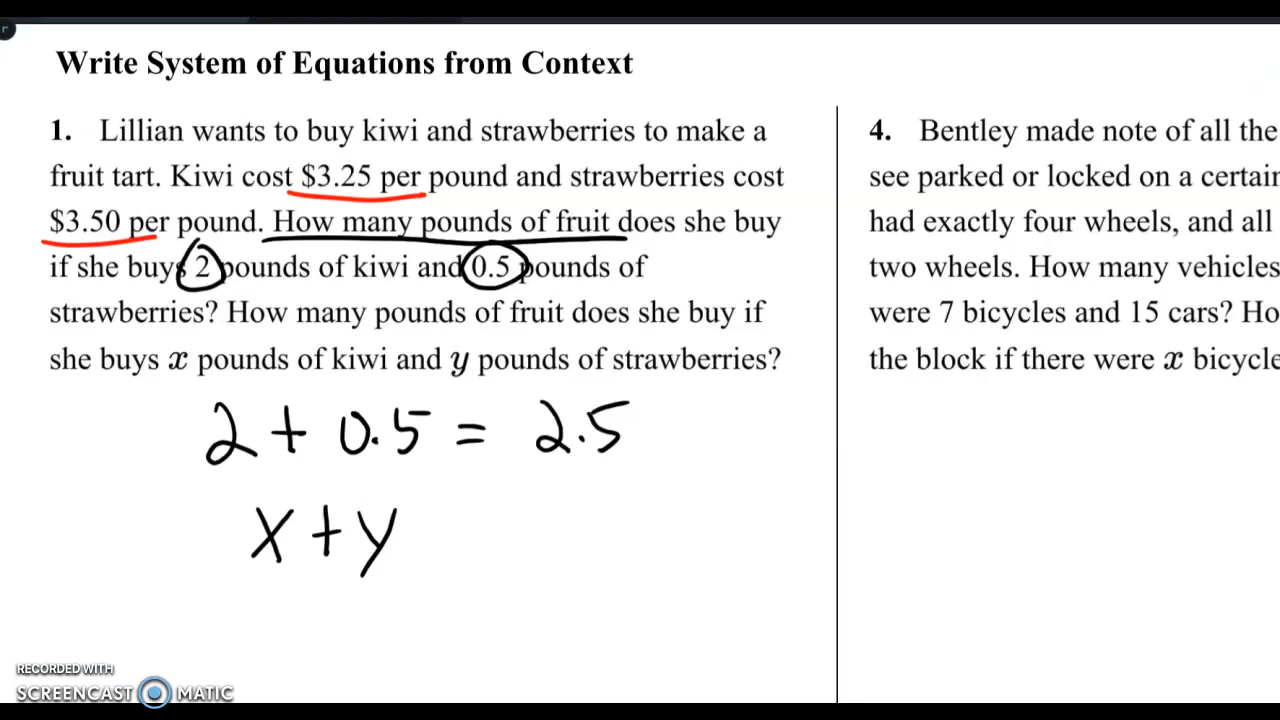 Write System of Equations from Context
1. Lillian wants to buy kiwi and strawberries to make a
fruit tart. Kiwi cost $3.25 per pound and strawberries cost
$3.50 per pound. How many pounds of fruit does she buy
if she buys 2 pounds of kiwi and 0.5 pounds of
strawberries? How many pounds of fruit does she buy if
she buys x pounds of kiwi and y pounds of strawberries?
2 + 0.5 = 2.5
x + y
4. Bentley made note of all the
see parked or locked on a certain
had exactly four wheels, and all
two wheels. How many vehicles
were 7 bicycles and 15 cars? Ho
the block if there were x bicycle
RECORDED WITH
SCREENCAST MATIC